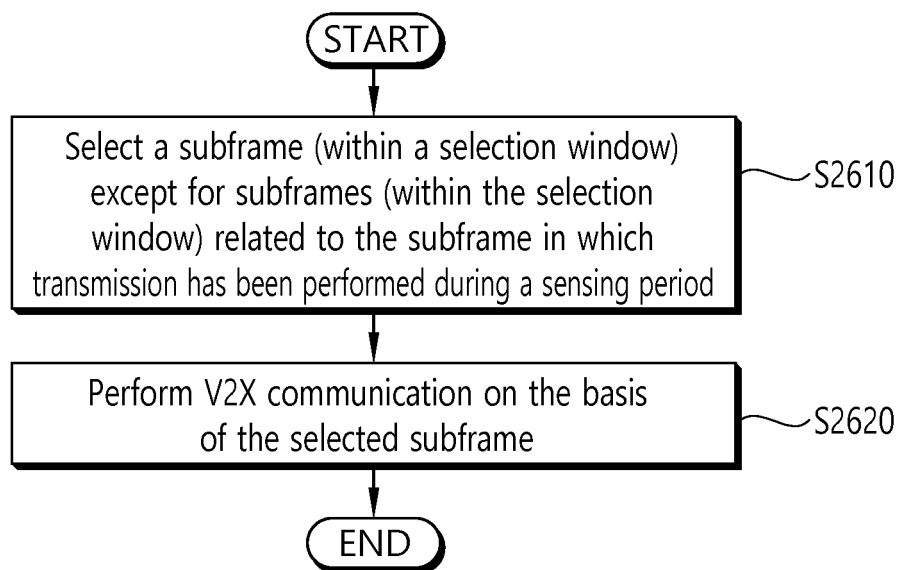 START
Select a subframe (within a selection window)
except for subframes (within the selection
window) related to the subframe in which
transmission has been performed during a sensing period
S2610
Perform V2X communication on the basis
of the selected subframe
S2620
END